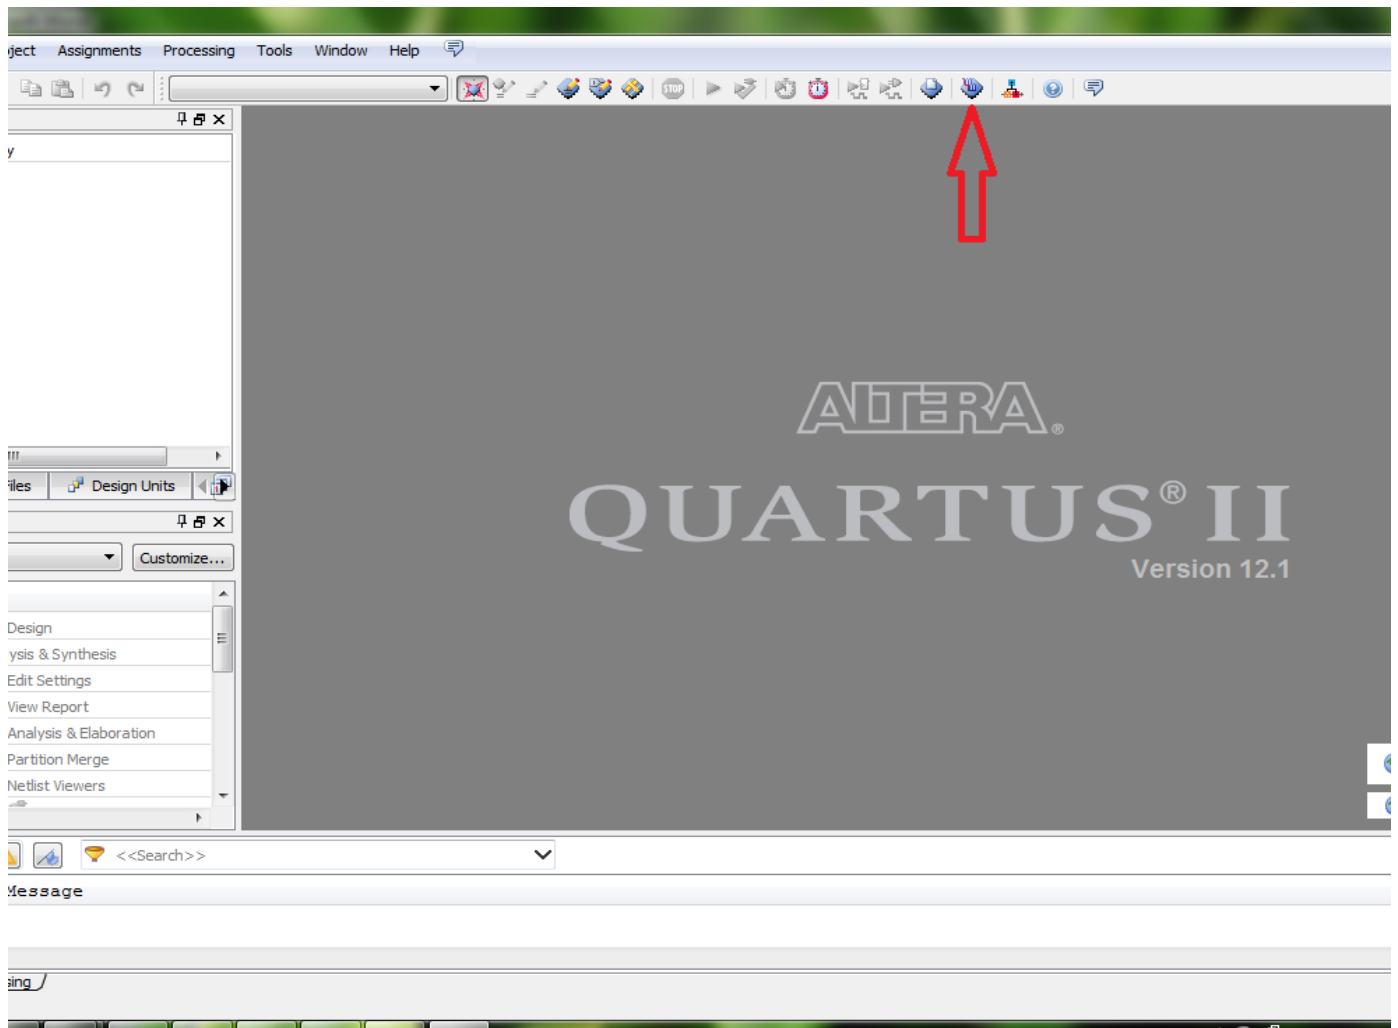 ject Assignments Processing Tools Window Help
STOP
y
iles Design Units
Customize...
Design
ysis & Synthesis
Edit Settings
View Report
Analysis & Elaboration
Partition Merge
Netlist Viewers
ALTERA®
QUARTUS® II
Version 12.1
<<Search>>
Message
sing